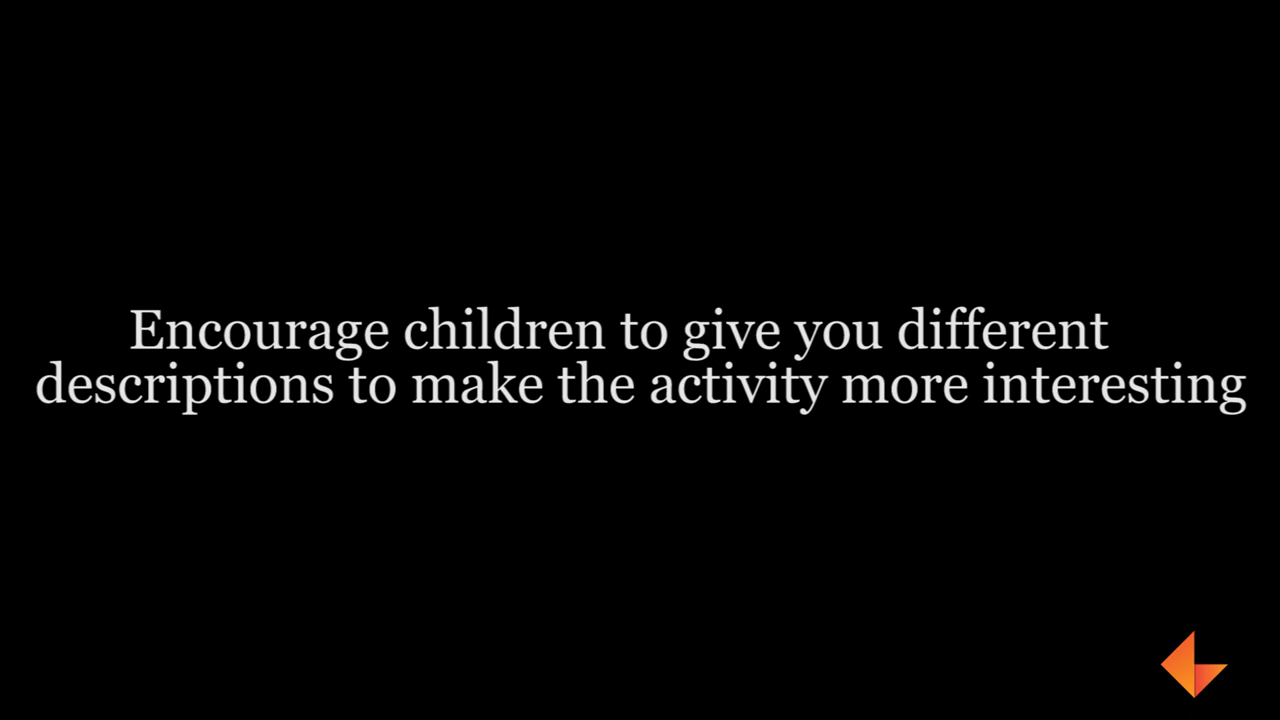 Encourage children to give you different
descriptions to make the activity more interesting